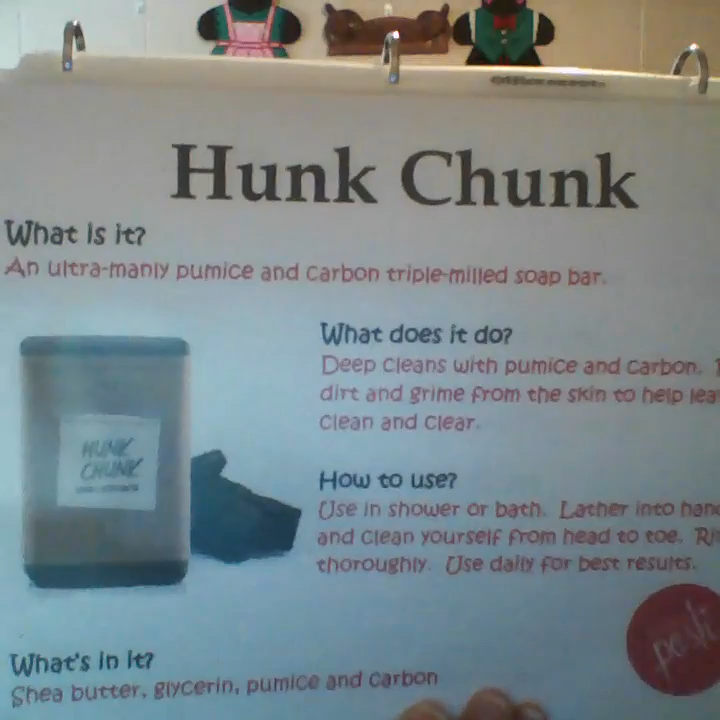 Hunk Chunk
What is it?
An ultra-manly pumice and carbon triple-milled soap bar.
What does it do?
Deep cleans with pumice and carbon.
dirt and grime from the skin to help
clean and clear.
HUNK
CHUNK
How to use?
Use in shower or bath. Lather into
and clean yourself from head to toe.
thoroughly. Use daily for best results.
posh
What's in it?
Shea butter, glycerin, pumice and carbon